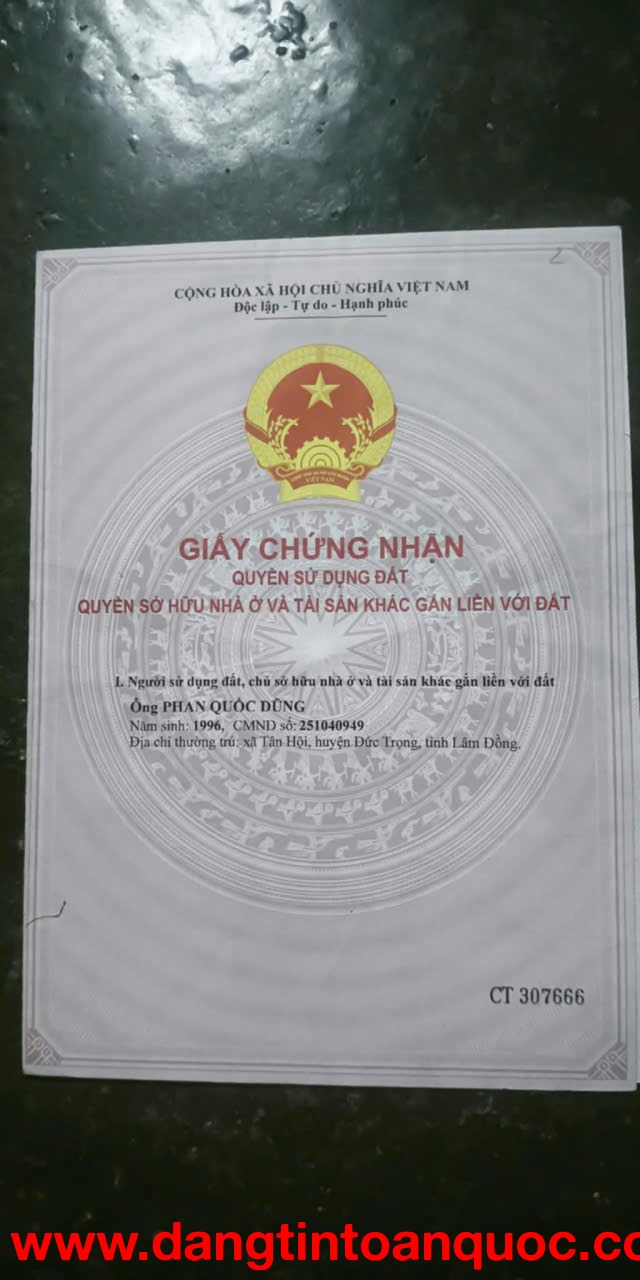 CỘNG HÒA XÃ HỘI CHỦ NGHĨA VIỆT NAM
Độc lập - Tự do - Hạnh phúc
VIỆT NAM
GIẤY CHỨNG NHẬN
QUYỀN SỬ DỤNG ĐẤT
QUYỀN SỞ HỮU NHÀ Ở VÀ TÀI SẢN KHÁC GẮN LIỀN VỚI ĐẤT
I. Người sử dụng đất, chủ sở hữu nhà ở và tài sản khác gắn liền với đất
Ông PHAN QUỐC DŨNG
Năm sinh: 1996, CMND số: 251040949
Địa chỉ thường trú: xã Tân Hội, huyện Đức Trọng, tỉnh Lâm Đồng.
CT 307666
www.dangtintoanquoc.co